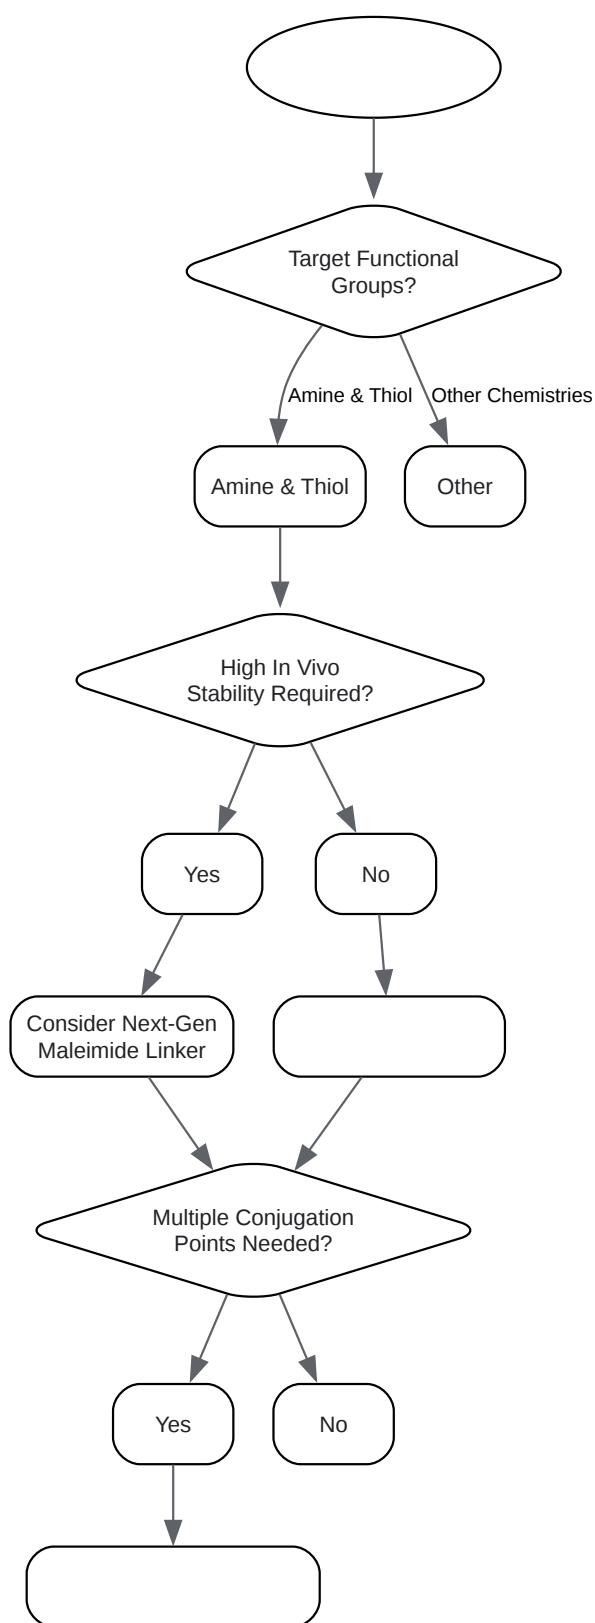 Target Functional
Groups?
Amine & Thiol
Other Chemistries
Amine & Thiol
Other
High In Vivo
Stability Required?
Yes
No
Consider Next-Gen
Maleimide Linker
Multiple Conjugation
Points Needed?
Yes
No